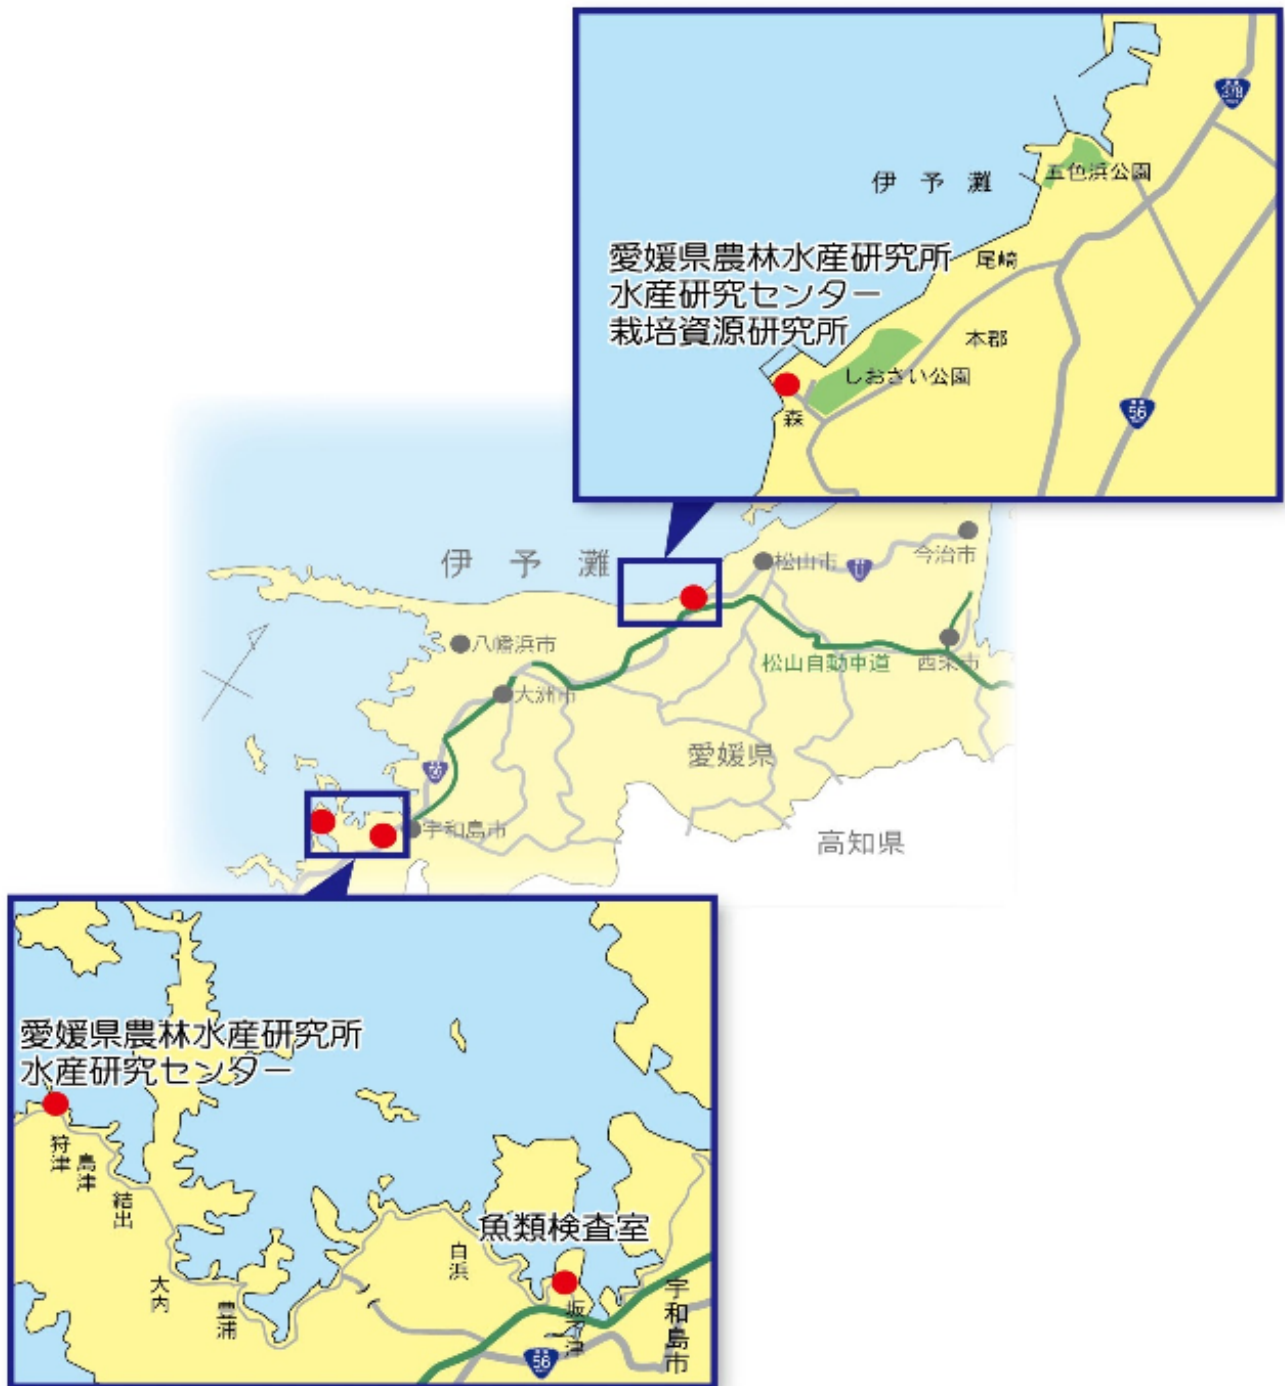 378
五色浜公園
伊予灘
愛媛県農林水産研究所
水産研究センター
栽培資源研究所
尾崎
本郡
しおさい公園
森
56
伊予灘
松山市
11
今治市
八幡浜市
松山自動車道
西条市
大洲市
愛媛県
56
宇和島市
高知県
愛媛県農林水産研究所
水産研究センター
狩津
島津
結出
大内
豊浦
白浜
魚類検査室
坂下津
宇和島市
56